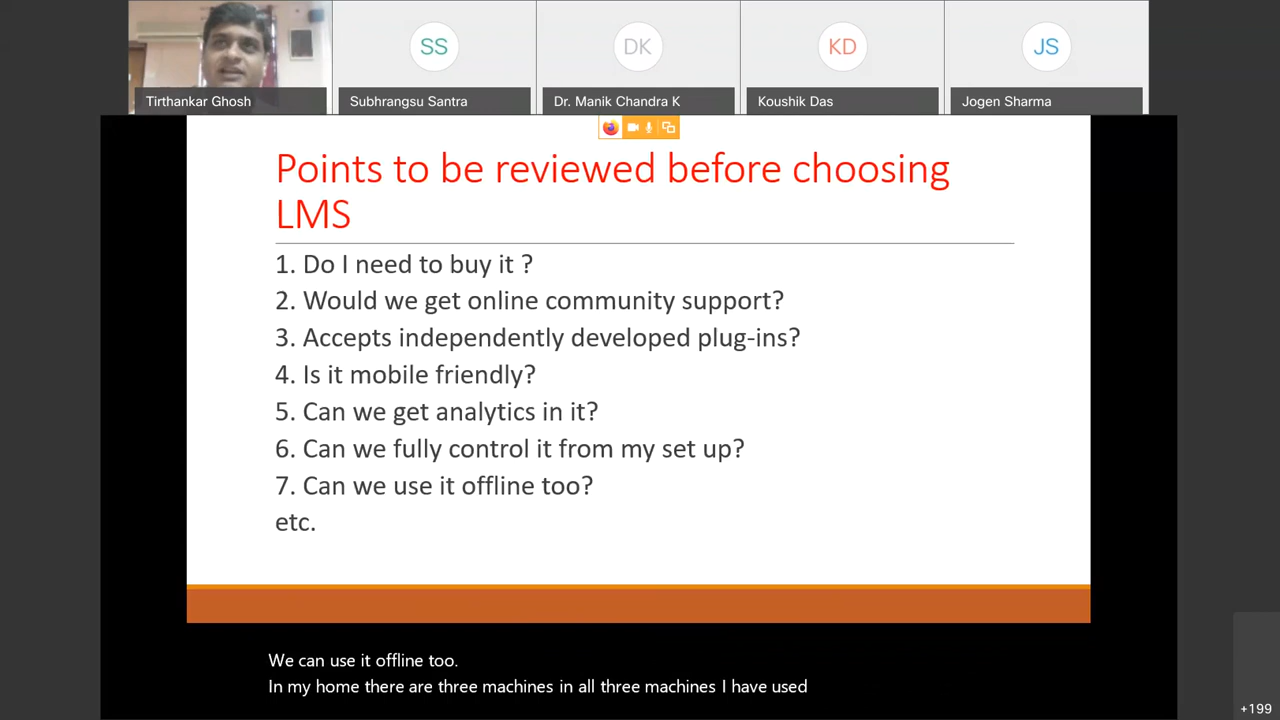 SS
DK
KD
JS
Tirthankar Ghosh
Subhrangsu Santra
Dr. Manik Chandra K
Koushik Das
Jogen Sharma
Points to be reviewed before choosing
LMS
1. Do I need to buy it ?
2. Would we get online community support?
3. Accepts independently developed plug-ins?
4. Is it mobile friendly?
5. Can we get analytics in it?
6. Can we fully control it from my set up?
7. Can we use it offline too?
etc.
We can use it offline too.
In my home there are three machines in all three machines I have used
+199